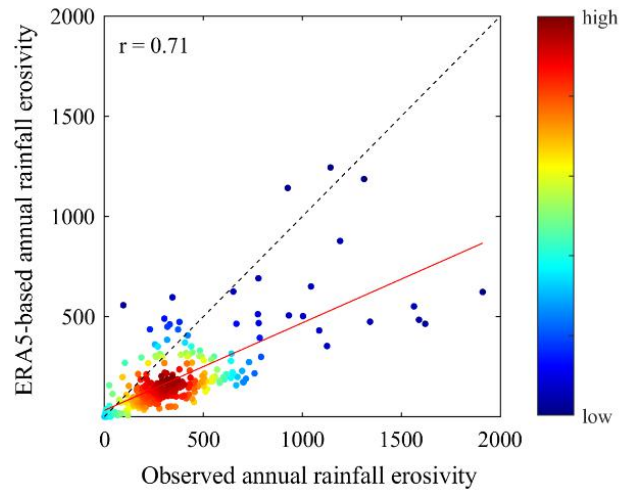 r = 0.71
2000
1500
1000
500
0
0
500
1000
1500
2000
ERA5-based annual rainfall erosivity
Observed annual rainfall erosivity
high
low